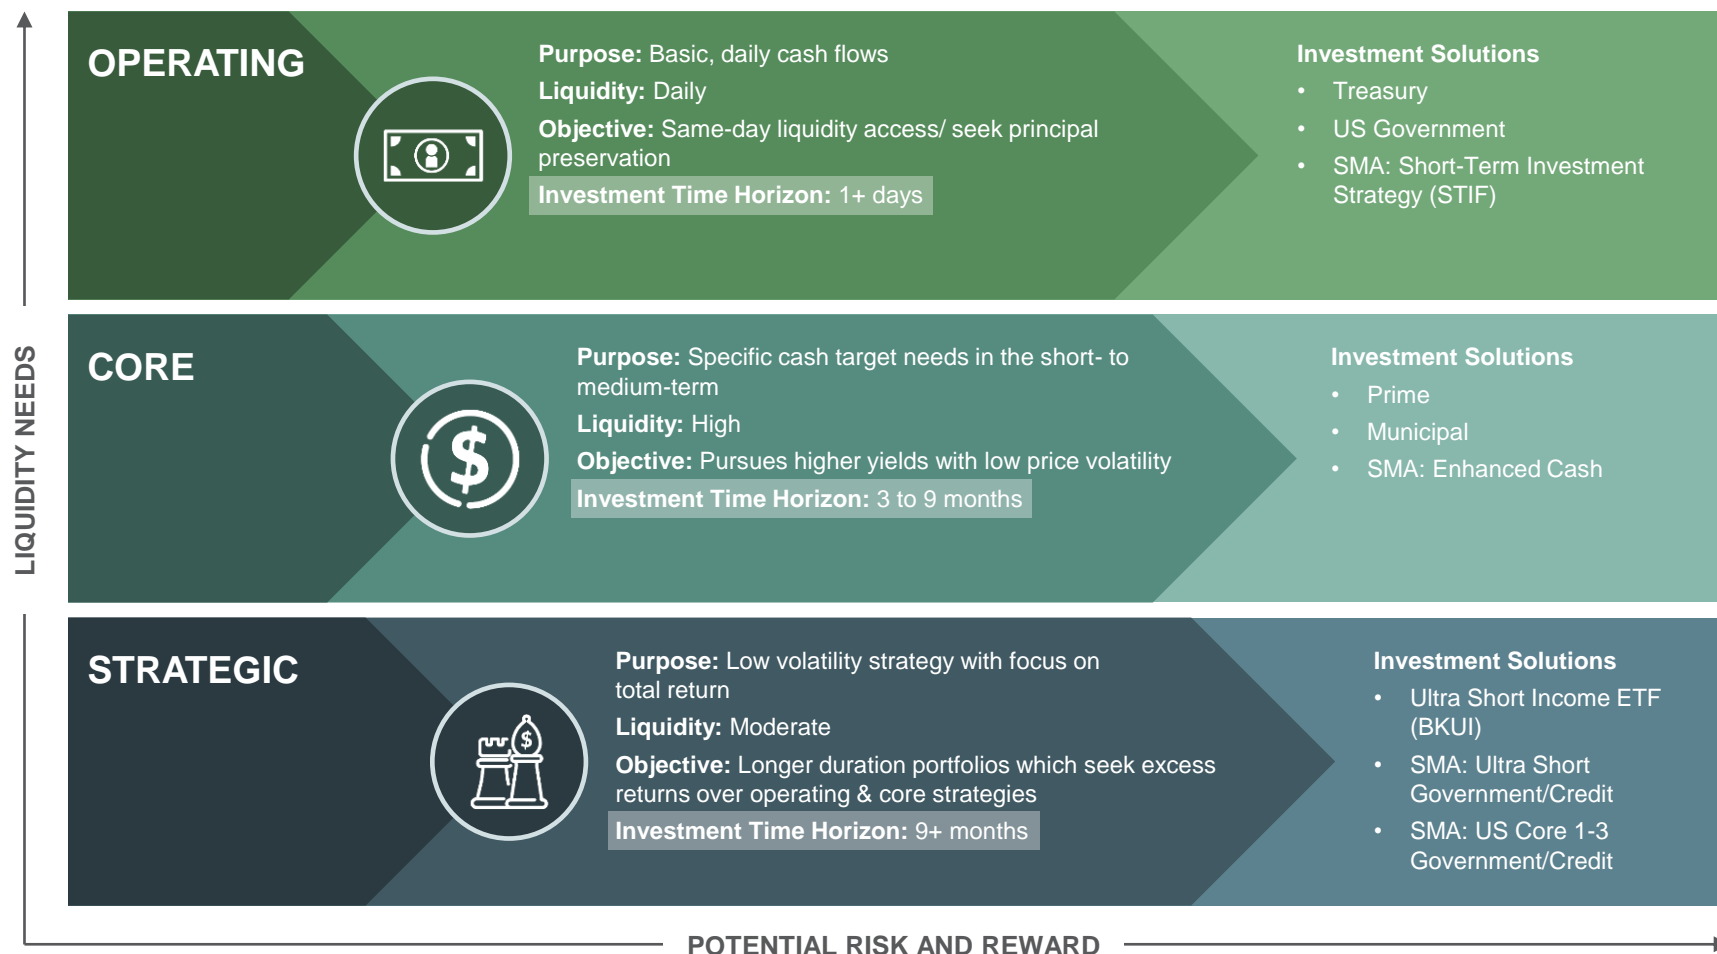 OPERATING
Purpose: Basic, daily cash flows
Liquidity: Daily
Objective: Same-day liquidity access/ seek principal
preservation
Investment Time Horizon: 1+ days
Investment Solutions
• Treasury
• US Government
• SMA: Short-Term Investment
Strategy (STIF)
CORE
$
Purpose: Specific cash target needs in the short- to
medium-term
Liquidity: High
Objective: Pursues higher yields with low price volatility
Investment Time Horizon: 3 to 9 months
Investment Solutions
• Prime
• Municipal
• SMA: Enhanced Cash
STRATEGIC
$
Purpose: Low volatility strategy with focus on
total return
Liquidity: Moderate
Objective: Longer duration portfolios which seek excess
returns over operating & core strategies
Investment Time Horizon: 9+ months
Investment Solutions
• Ultra Short Income ETF
(BKUI)
• SMA: Ultra Short
Government/Credit
• SMA: US Core 1-3
Government/Credit
LIQUIDITY NEEDS
POTENTIAL RISK AND REWARD